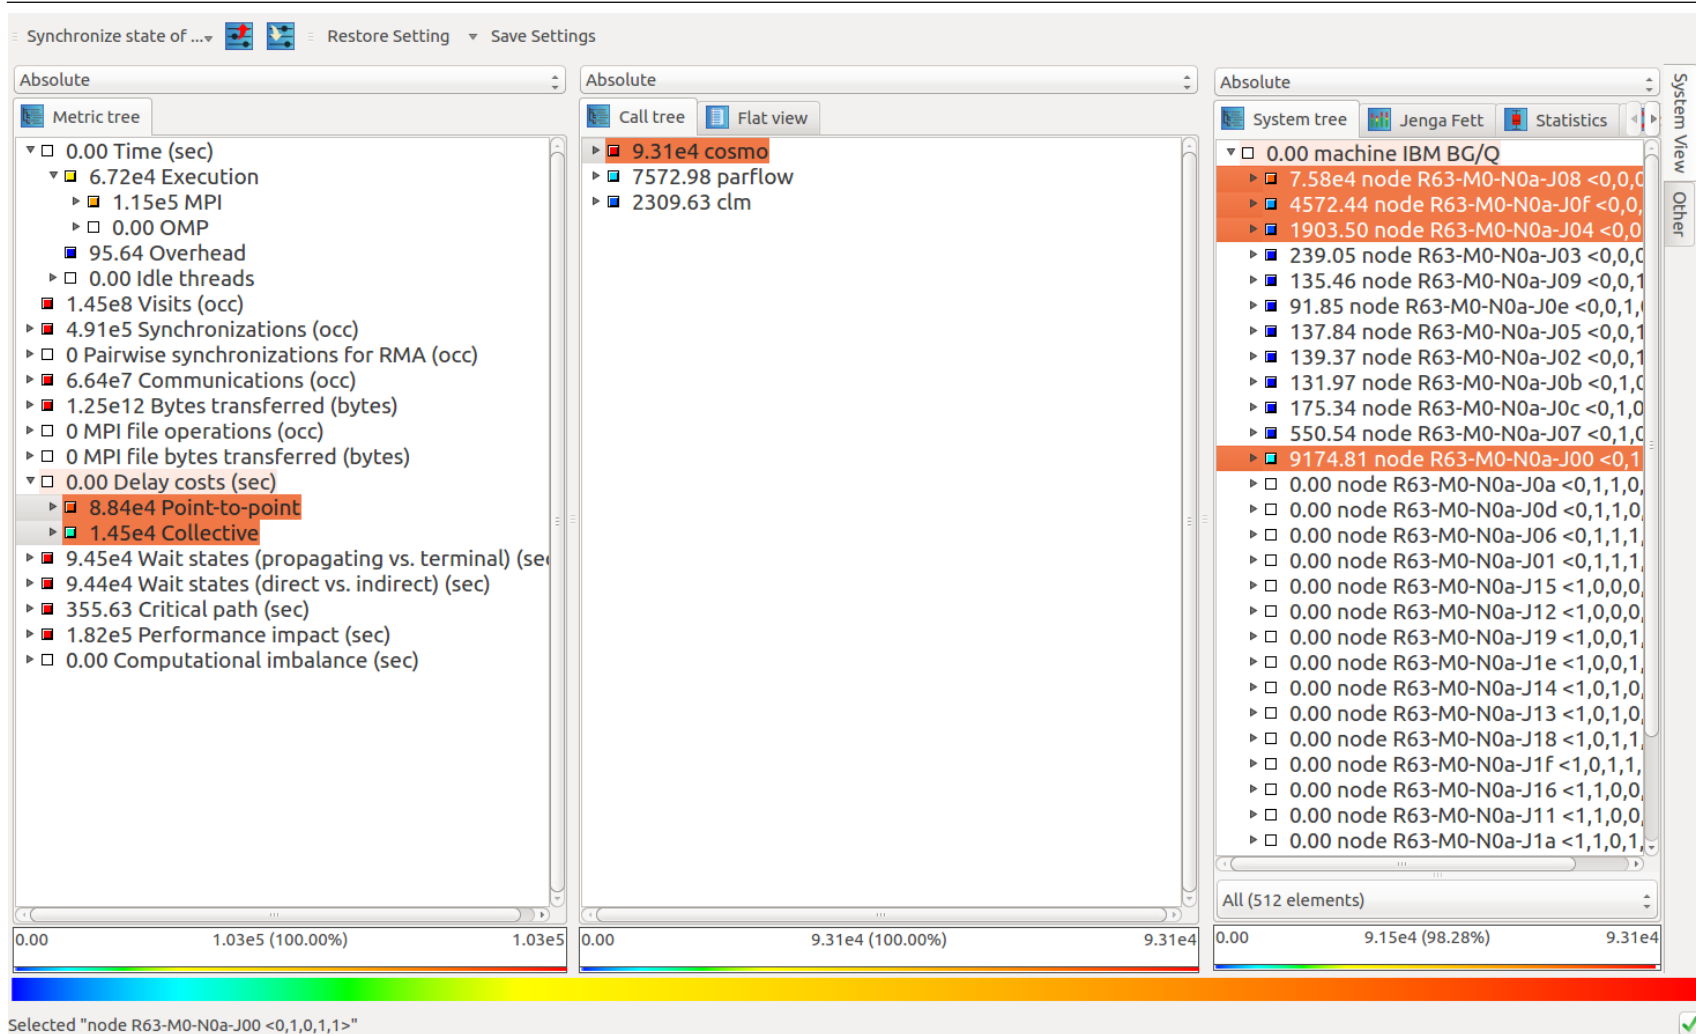 Synchronize state of ... Restore Setting Save Settings
Absolute
Metric tree
0.00 Time (sec)
6.72e4 Execution
1.15e5 MPI
0.00 OMP
95.64 Overhead
0.00 Idle threads
1.45e8 Visits (occ)
4.91e5 Synchronizations (occ)
0 Pairwise synchronizations for RMA (occ)
6.64e7 Communications (occ)
1.25e12 Bytes transferred (bytes)
0 MPI file operations (occ)
0 MPI file bytes transferred (bytes)
0.00 Delay costs (sec)
8.84e4 Point-to-point
1.45e4 Collective
9.45e4 Wait states (propagating vs. terminal) (se
9.44e4 Wait states (direct vs. indirect) (sec)
355.63 Critical path (sec)
1.82e5 Performance impact (sec)
0.00 Computational imbalance (sec)
0.00 1.03e5 (100.00%) 1.03e5
Absolute
Call tree Flat view
9.31e4 cosmo
7572.98 parflow
2309.63 clm
0.00 9.31e4 (100.00%) 9.31e4
Absolute
System tree Jenga Fett Statistics
0.00 machine IBM BG/Q
7.58e4 node R63-M0-N0a-J08 <0,0,0
4572.44 node R63-M0-N0a-J0f <0,0,
1903.50 node R63-M0-N0a-J04 <0,0
239.05 node R63-M0-N0a-J03 <0,0,0
135.46 node R63-M0-N0a-J09 <0,0,1
91.85 node R63-M0-N0a-J0e <0,0,1,
137.84 node R63-M0-N0a-J05 <0,0,1
139.37 node R63-M0-N0a-J02 <0,0,1
131.97 node R63-M0-N0a-J0b <0,1,0
175.34 node R63-M0-N0a-J0c <0,1,0
550.54 node R63-M0-N0a-J07 <0,1,0
9174.81 node R63-M0-N0a-J00 <0,1
0.00 node R63-M0-N0a-J0a <0,1,1,0,
0.00 node R63-M0-N0a-J0d <0,1,1,0,
0.00 node R63-M0-N0a-J06 <0,1,1,1,
0.00 node R63-M0-N0a-J01 <0,1,1,1,
0.00 node R63-M0-N0a-J15 <1,0,0,0,
0.00 node R63-M0-N0a-J12 <1,0,0,0,
0.00 node R63-M0-N0a-J19 <1,0,0,1,
0.00 node R63-M0-N0a-J1e <1,0,0,1,
0.00 node R63-M0-N0a-J14 <1,0,1,0,
0.00 node R63-M0-N0a-J13 <1,0,1,0,
0.00 node R63-M0-N0a-J18 <1,0,1,1,
0.00 node R63-M0-N0a-J1f <1,0,1,1,
0.00 node R63-M0-N0a-J16 <1,1,0,0,
0.00 node R63-M0-N0a-J11 <1,1,0,0,
0.00 node R63-M0-N0a-J1a <1,1,0,1,
All (512 elements)
0.00 9.15e4 (98.28%) 9.31e4
System View
Other
Selected "node R63-M0-N0a-J00 <0,1,0,1,1>"